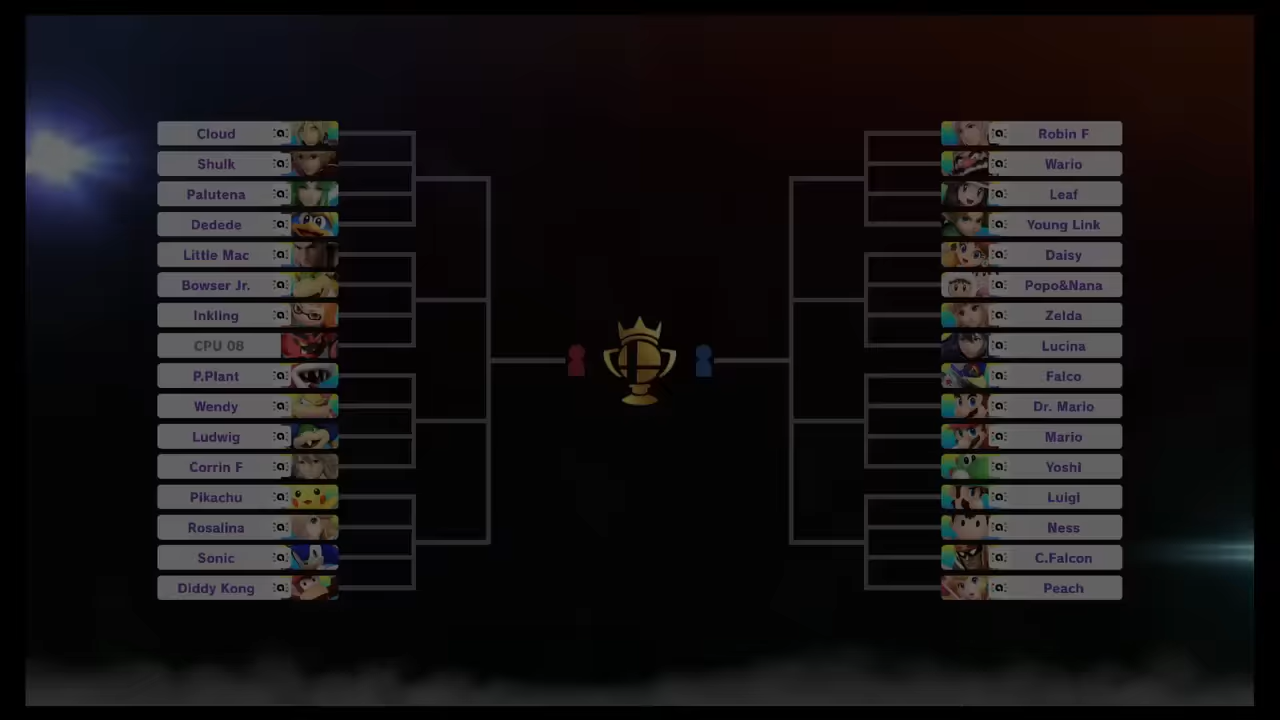 Cloud
Shulk
Palutena
Dedede
Little Mac
Bowser Jr.
Inkling
CPU 08
P.Plant
Wendy
Ludwig
Corrin F
Pikachu
Rosalina
Sonic
Diddy Kong
Robin F
Wario
Leaf
Young Link
Daisy
Popo&Nana
Zelda
Lucina
Falco
Dr. Mario
Mario
Yoshi
Luigi
Ness
C.Falcon
Peach